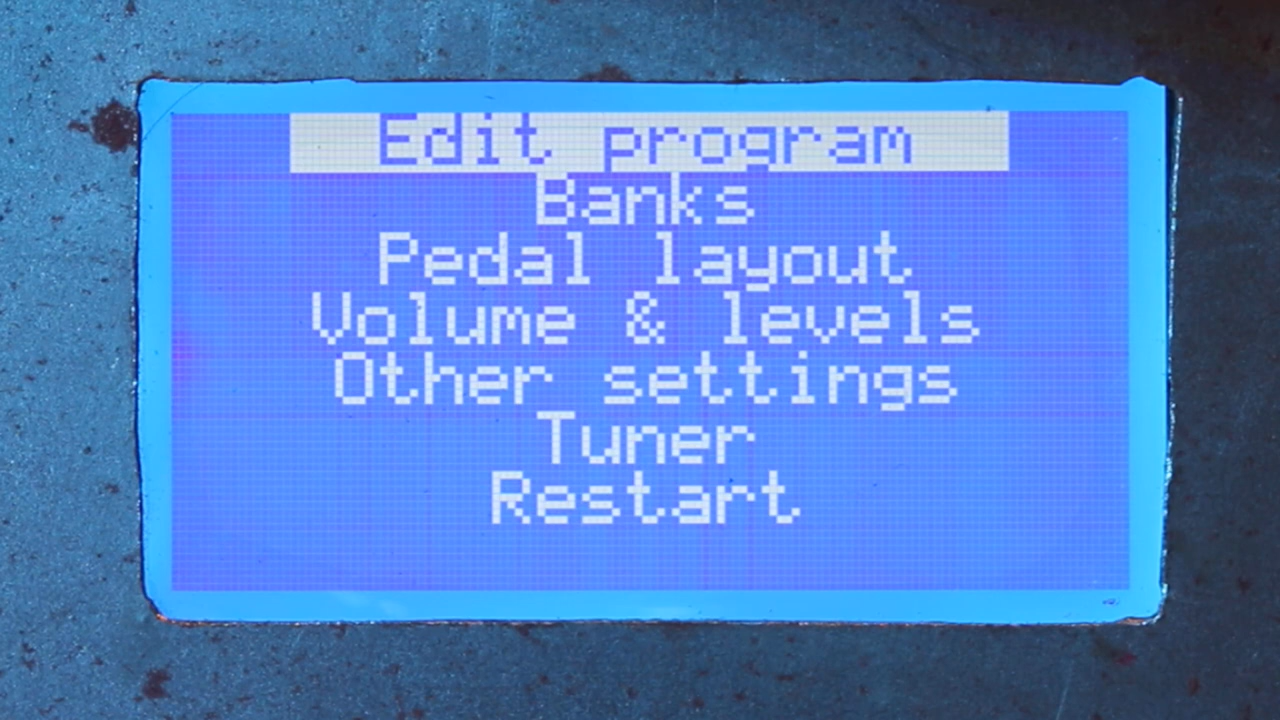 Edit program
Banks
Pedal layout
Volume & levels
Other settings
Tuner
Restart